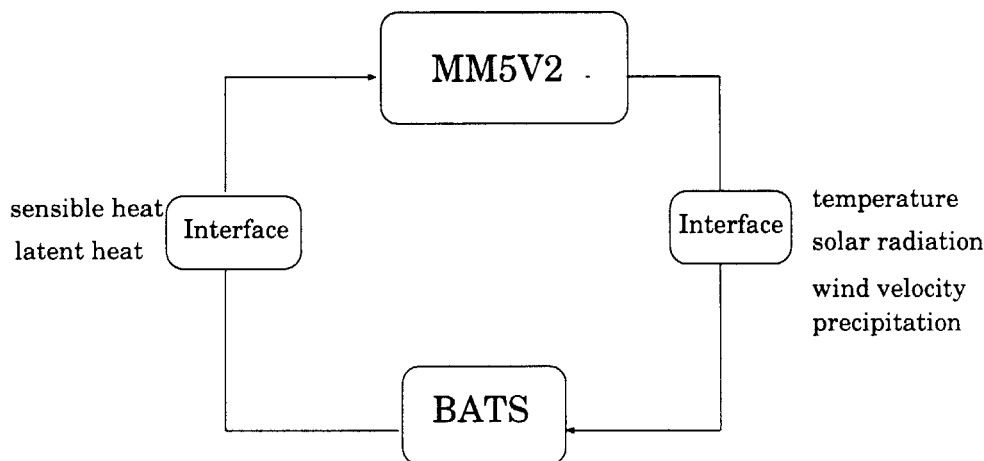 MM5V2
sensible heat
latent heat
Interface
Interface
temperature
solar radiation
wind velocity
precipitation
BATS